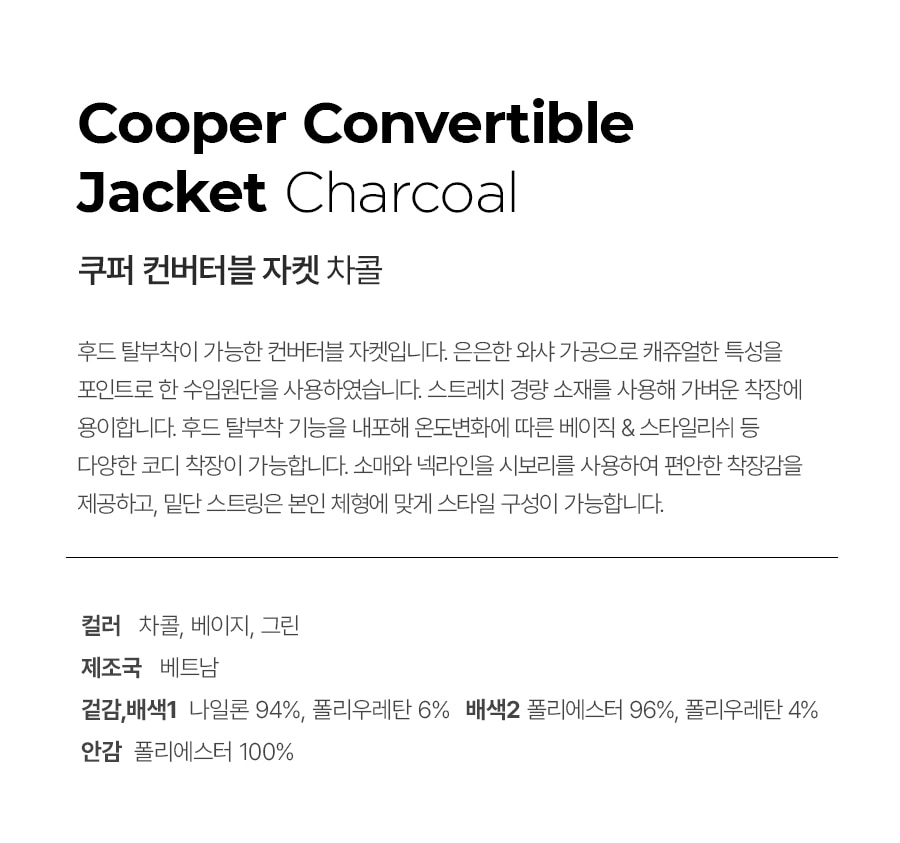 Cooper Convertible
Jacket Charcoal
쿠퍼 컨버터블 자켓 차콜
후드 탈부착이 가능한 컨버터블 자켓입니다. 은은한 와샤 가공으로 캐쥬얼한 특성을
포인트로 한 수입원단을 사용하였습니다. 스트레치 경량 소재를 사용해 가벼운 착장에
용이합니다. 후드 탈부착 기능을 내포해 온도변화에 따른 베이직 & 스타일리쉬 등
다양한 코디 착장이 가능합니다. 소매와 넥라인을 시보리를 사용하여 편안한 착장감을
제공하고, 밑단 스트링은 본인 체형에 맞게 스타일 구성이 가능합니다.
컬러 차콜, 베이지, 그린
제조국 베트남
겉감,배색1 나일론 94%, 폴리우레탄 6% 배색2 폴리에스터 96%, 폴리우레탄 4%
안감 폴리에스터 100%